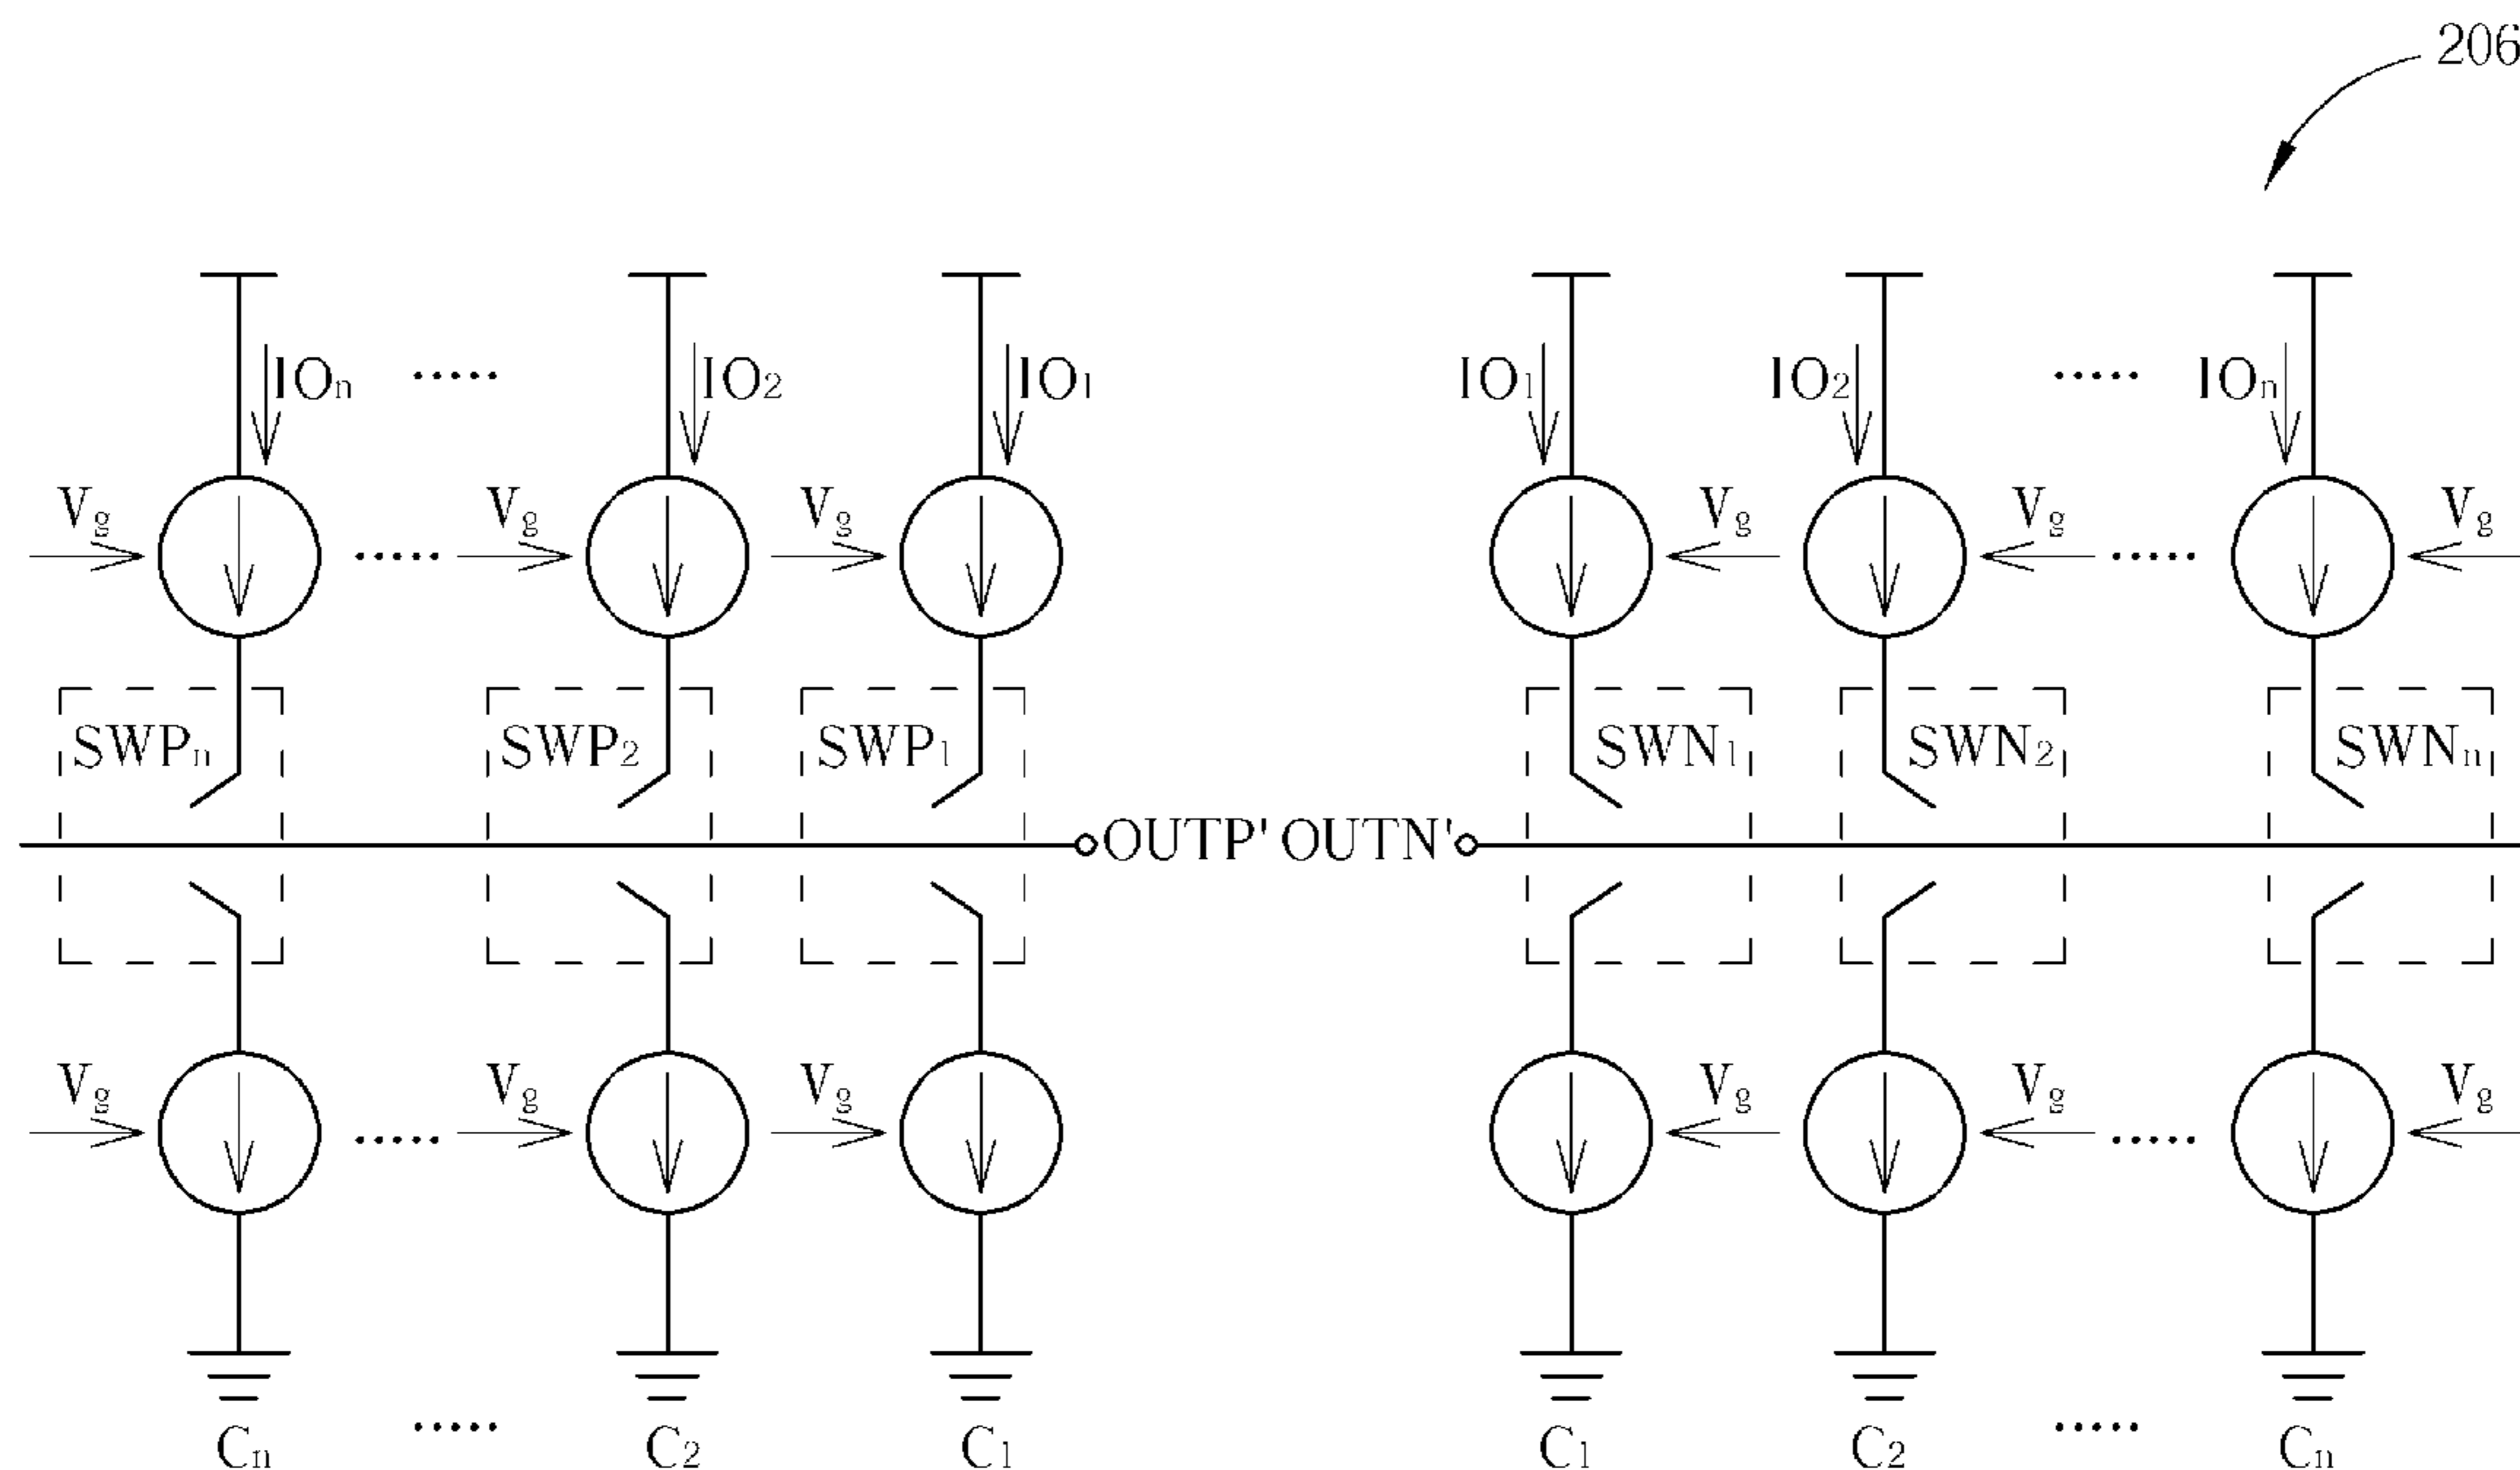 206
IOn ..... IO2 IO1 IO1 IO2 ..... IOn
Vg ..... Vg Vg Vg Vg ..... Vg
SWPn SWP2 SWP1 SWN1 SWN2 SWNn
OUTP' OUTN'
Vg ..... Vg Vg Vg Vg ..... Vg
Cn ..... C2 C1 C1 C2 ..... Cn